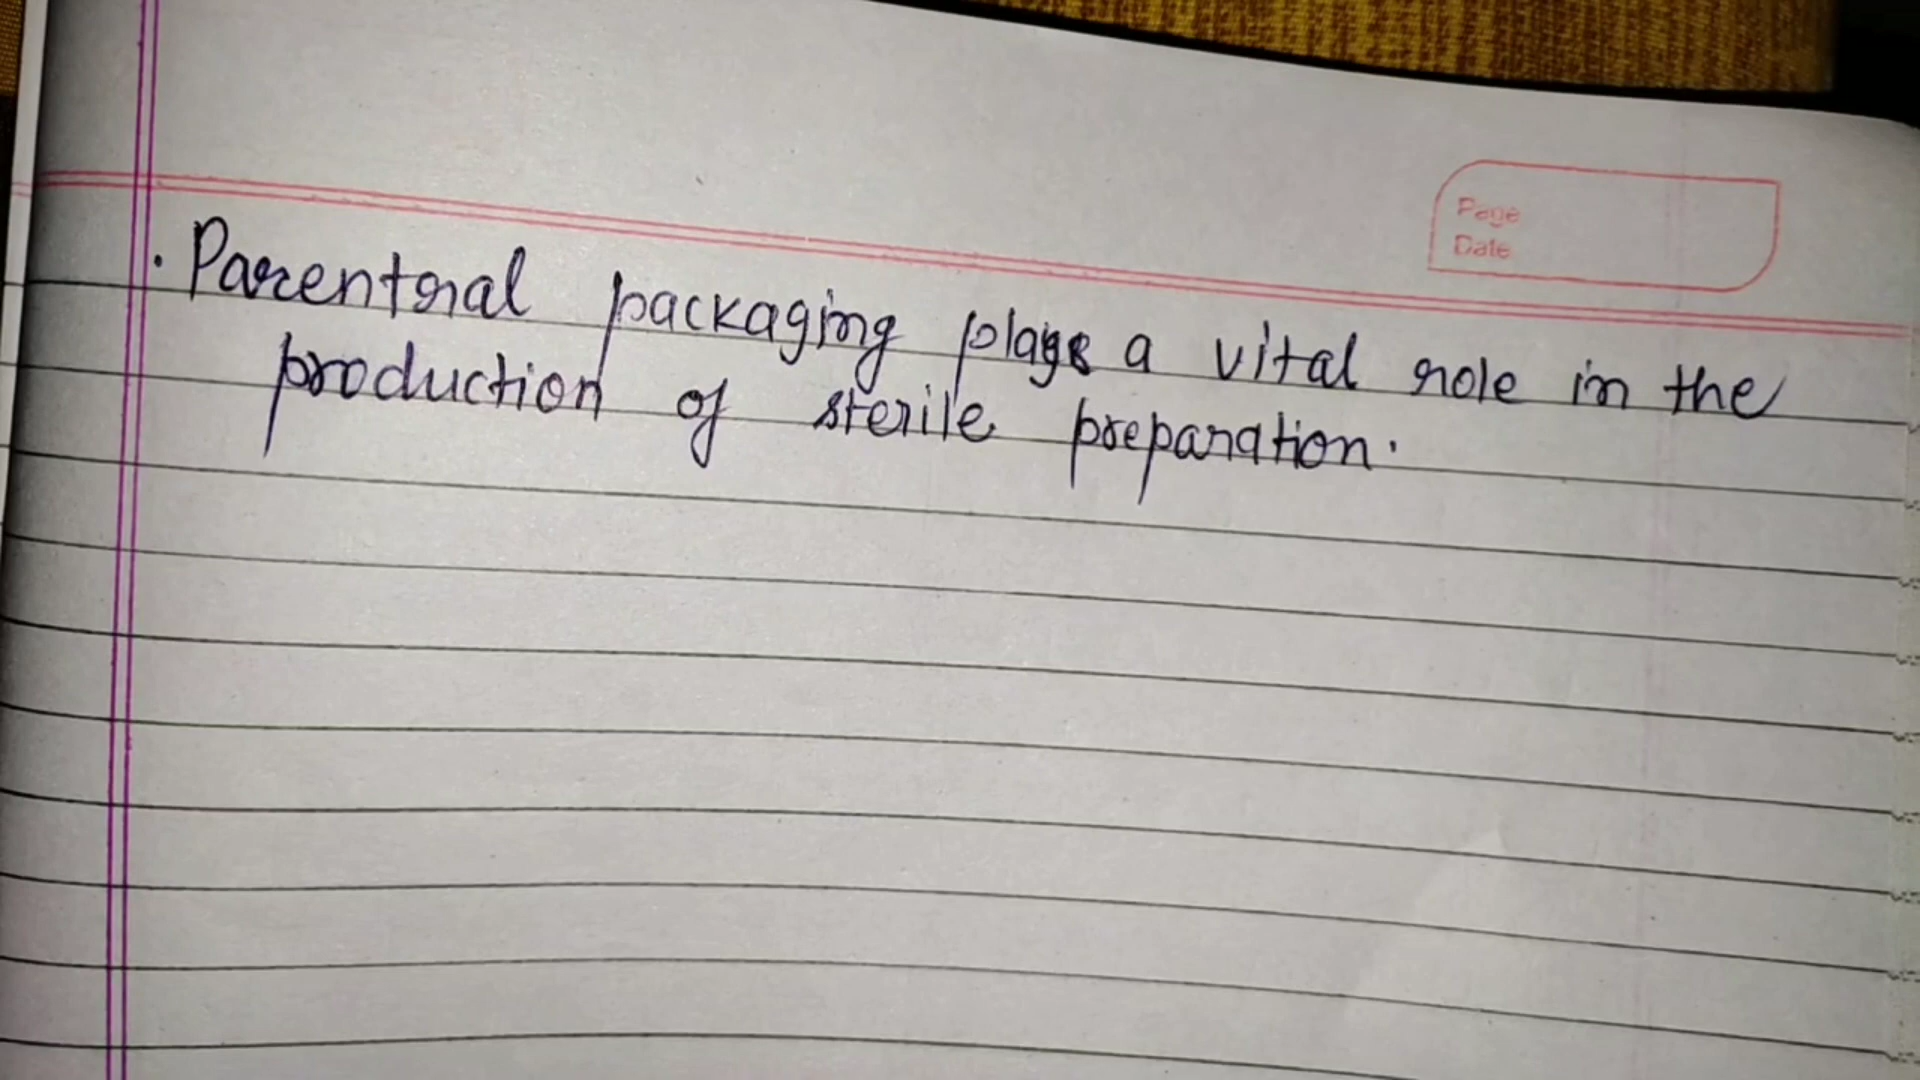 Page
Date
. Parentral packaging plays a vital role in the
production of sterile preparation.